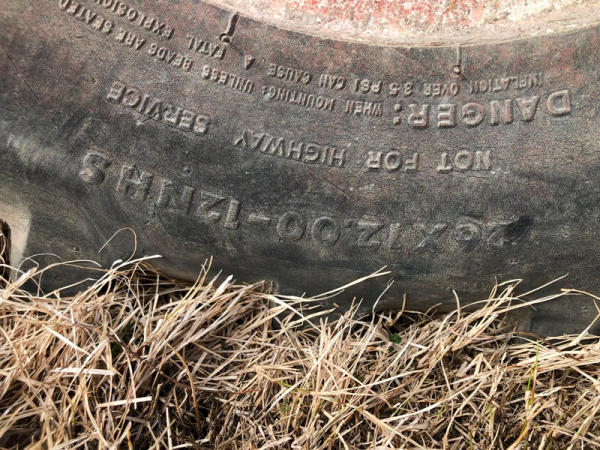 26X12.00-12NHS
NOT FOR HIGHWAY SERVICE
DANGER: WHEN MOUNTING: UNLESS BEADS ARE SEATED
INFLATION OVER 35 PSI CAN CAUSE A FATAL EXPLOSION